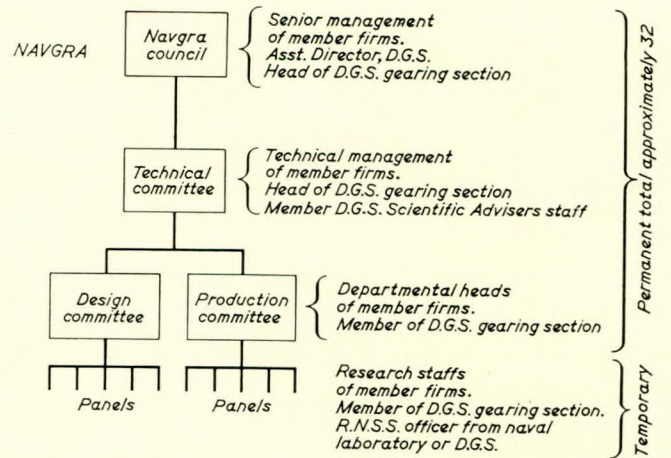 NAVGRA
Navgra
council
Senior management
of member firms.
Asst. Director, D.G.S.
Head of D.G.S. gearing section
Technical
committee
Technical management
of member firms.
Head of D.G.S. gearing section
Member D.G.S. Scientific Advisers staff
Design
committee
Production
committee
Departmental heads
of member firms.
Member of D.G.S. gearing section
Panels
Panels
Research staffs
of member firms.
Member of D.G.S. gearing section.
R.N.S.S. officer from naval
laboratory or D.G.S.
Permanent total approximately 32
Temporary